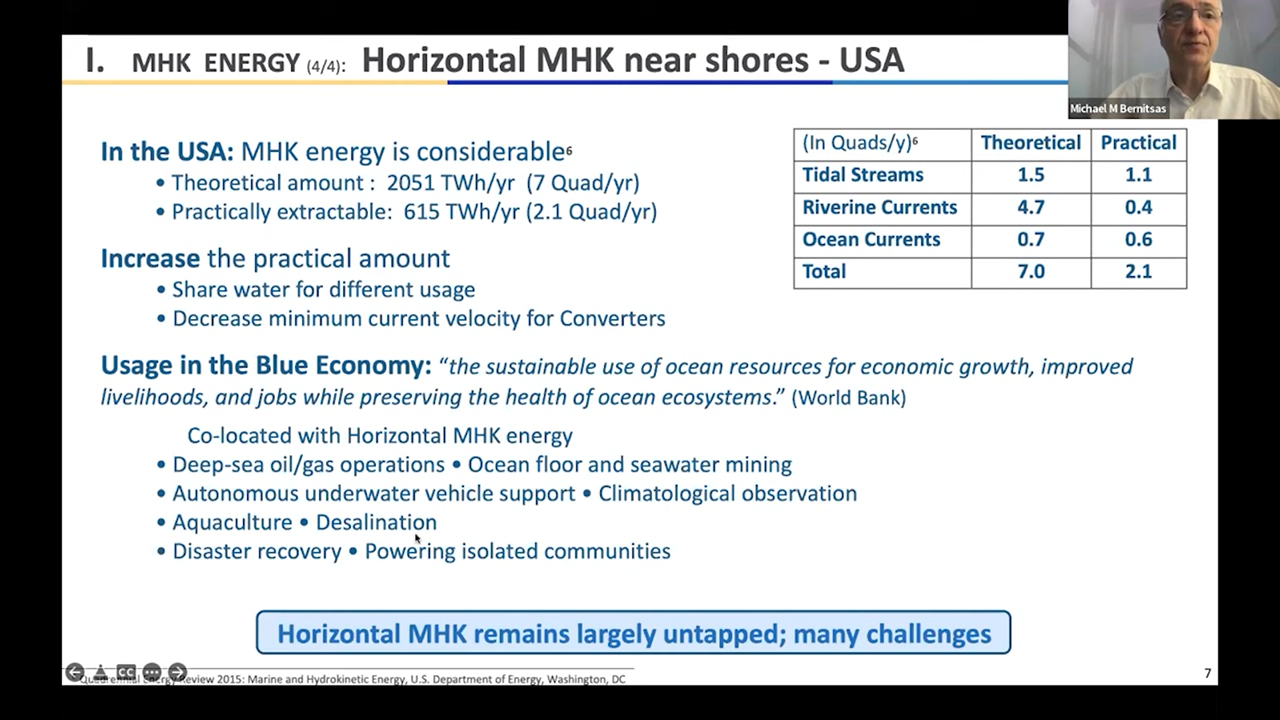 I. MHK ENERGY (4/4): Horizontal MHK near shores - USA
Michael M Bernitsas
In the USA: MHK energy is considerable⁶
• Theoretical amount : 2051 TWh/yr (7 Quad/yr)
• Practically extractable: 615 TWh/yr (2.1 Quad/yr)
(In Quads/y)⁶ Theoretical Practical
Tidal Streams 1.5 1.1
Riverine Currents 4.7 0.4
Ocean Currents 0.7 0.6
Total 7.0 2.1
Increase the practical amount
• Share water for different usage
• Decrease minimum current velocity for Converters
Usage in the Blue Economy: “the sustainable use of ocean resources for economic growth, improved
livelihoods, and jobs while preserving the health of ocean ecosystems.” (World Bank)
Co-located with Horizontal MHK energy
• Deep-sea oil/gas operations • Ocean floor and seawater mining
• Autonomous underwater vehicle support • Climatological observation
• Aquaculture • Desalination
• Disaster recovery • Powering isolated communities
Horizontal MHK remains largely untapped; many challenges
CC
Quadrennial Energy Review 2015: Marine and Hydrokinetic Energy, U.S. Department of Energy, Washington, DC
7